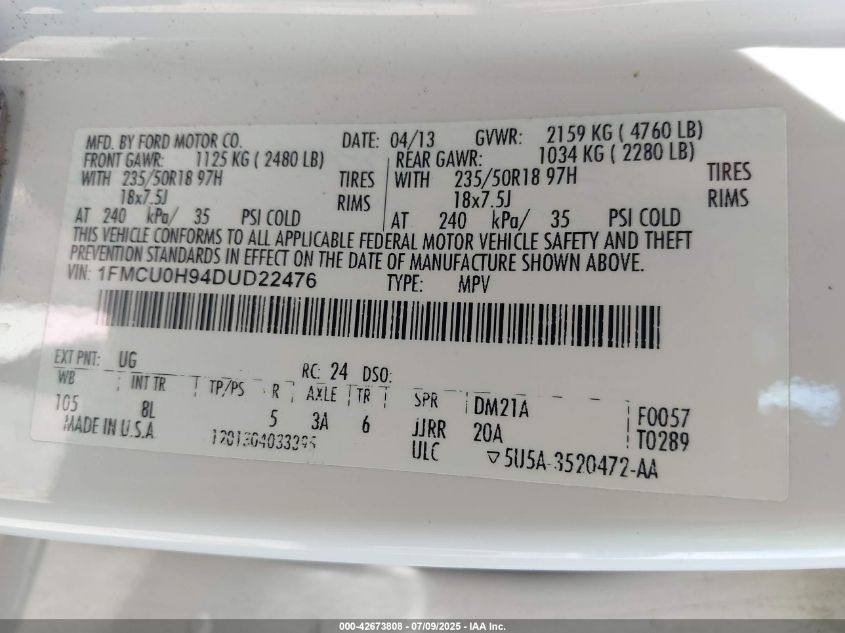 MFD. BY FORD MOTOR CO. DATE: 04/13 GVWR: 2159 KG ( 4760 LB)
FRONT GAWR: 1125 KG ( 2480 LB) REAR GAWR: 1034 KG ( 2280 LB)
WITH 235/50R18 97H TIRES WITH 235/50R18 97H TIRES
18x7.5J RIMS 18x7.5J RIMS
AT 240 kPa/ 35 PSI COLD AT 240 kPa/ 35 PSI COLD
THIS VEHICLE CONFORMS TO ALL APPLICABLE FEDERAL MOTOR VEHICLE SAFETY AND THEFT
PREVENTION STANDARDS IN EFFECT ON THE DATE OF MANUFACTURE SHOWN ABOVE.
VIN: 1FMCU0H94DUD22476 TYPE: MPV
EXT PNT: UG RC: 24 DSO:
WB INT TR TP/PS R AXLE TR SPR DM21A F0057
105 8L 5 3A 6 JJRR 20A T0289
MADE IN U.S.A. ULC 5U5A-3520472-AA
000-42673808 - 07/09/2025 - IAA Inc.